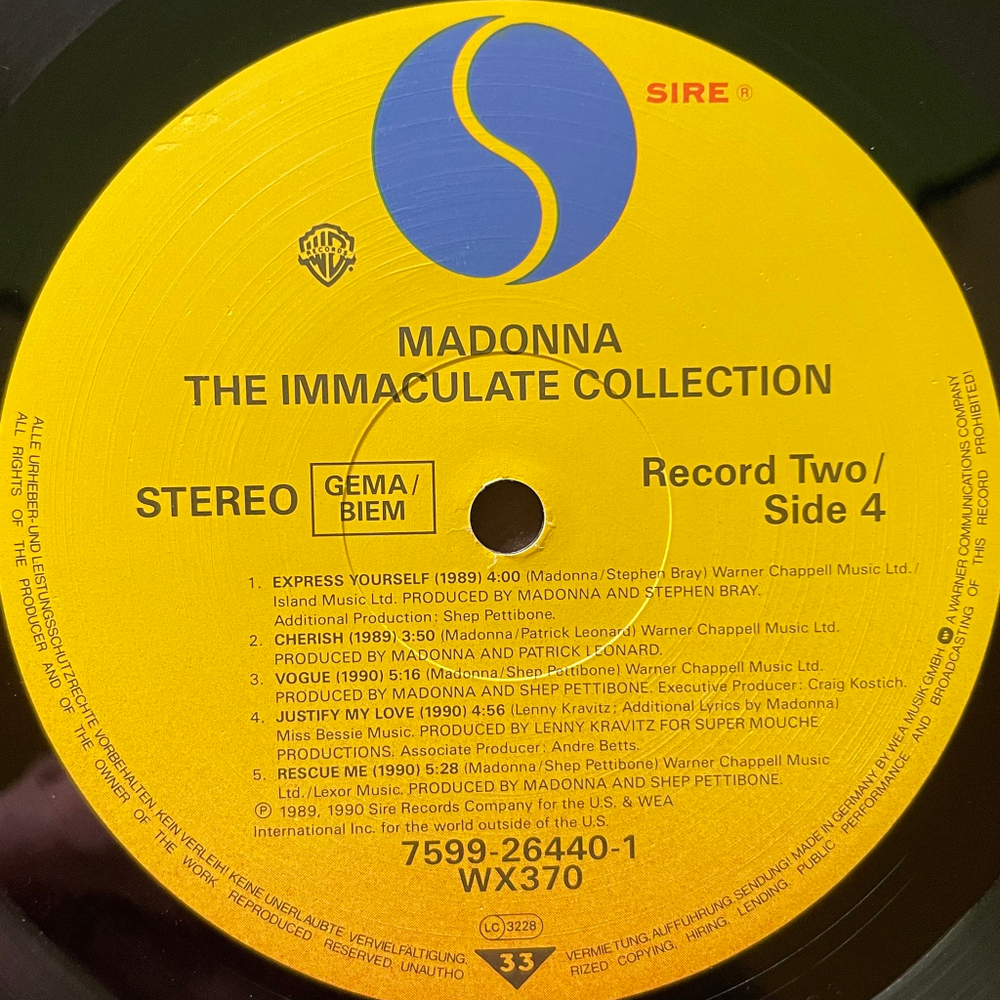 SIRE ®
W RECORDS
MADONNA
THE IMMACULATE COLLECTION
STEREO
GEMA/
BIEM
Record Two/
Side 4
1. EXPRESS YOURSELF (1989) 4:00 (Madonna/Stephen Bray) Warner Chappell Music Ltd./
Island Music Ltd. PRODUCED BY MADONNA AND STEPHEN BRAY.
Additional Production: Shep Pettibone.
2. CHERISH (1989) 3:50 (Madonna/Patrick Leonard) Warner Chappell Music Ltd.
PRODUCED BY MADONNA AND PATRICK LEONARD.
3. VOGUE (1990) 5:16 (Madonna/Shep Pettibone) Warner Chappell Music Ltd.
PRODUCED BY MADONNA AND SHEP PETTIBONE. Executive Producer: Craig Kostich.
4. JUSTIFY MY LOVE (1990) 4:56 (Lenny Kravitz; Additional Lyrics by Madonna)
Miss Bessie Music. PRODUCED BY LENNY KRAVITZ FOR SUPER MOUCHE
PRODUCTIONS. Associate Producer: Andre Betts.
5. RESCUE ME (1990) 5:28 (Madonna/Shep Pettibone) Warner Chappell Music
Ltd./Lexor Music. PRODUCED BY MADONNA AND SHEP PETTIBONE.
℗ 1989, 1990 Sire Records Company for the U.S. & WEA
International Inc. for the world outside of the U.S.
7599-26440-1
WX370
LC 3228
33
ALLE URHEBER- UND LEISTUNGSSCHUTZRECHTE VORBEHALTEN. KEIN VERLEIH! KEINE UNERLAUBTE VERVIELFÄLTIGUNG,
VERMIETUNG, AUFFÜHRUNG, SENDUNG! MADE IN GERMANY BY WEA MUSIK GMBH A WARNER COMMUNICATIONS COMPANY
ALL RIGHTS OF THE PRODUCER AND OF THE OWNER OF THE WORK REPRODUCED RESERVED. UNAUTHO
RIZED COPYING, HIRING, LENDING, PUBLIC PERFORMANCE AND BROADCASTING OF THIS RECORD PROHIBITED!